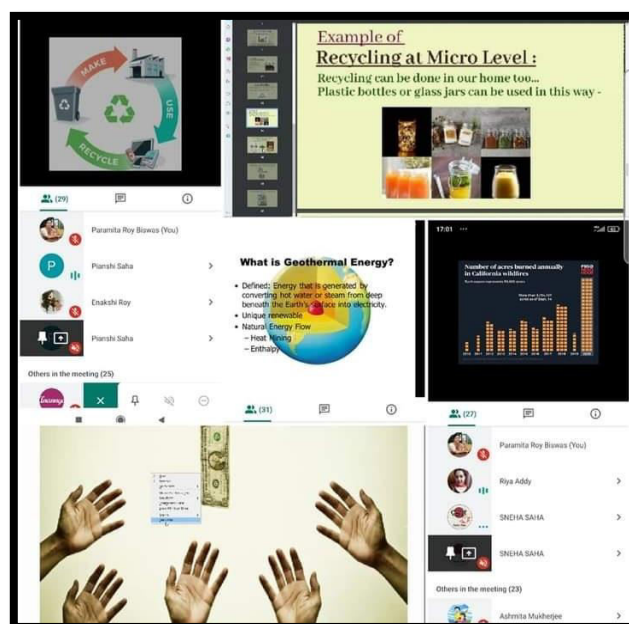 MAKE
USE
RECYCLE
Example of
Recycling at Micro Level :
Recycling can be done in our home too...
Plastic bottles or glass jars can be used in this way -
(29)
Paramita Roy Biswas (You)
P
Pianshi Saha
Enakshi Roy
Pianshi Saha
Others in the meeting (25)
What is Geothermal Energy?
• Defined: Energy that is generated by
converting hot water or steam from deep
beneath the Earth's surface into electricity.
• Unique renewable
• Natural Energy Flow
– Heat Mining
– Enthalpy
17:01
Number of acres burned annually
in California wildfires
(31)
(27)
Paramita Roy Biswas (You)
Riya Addy
SNEHA SAHA
SNEHA SAHA
Others in the meeting (23)
Ashmita Mukherjee